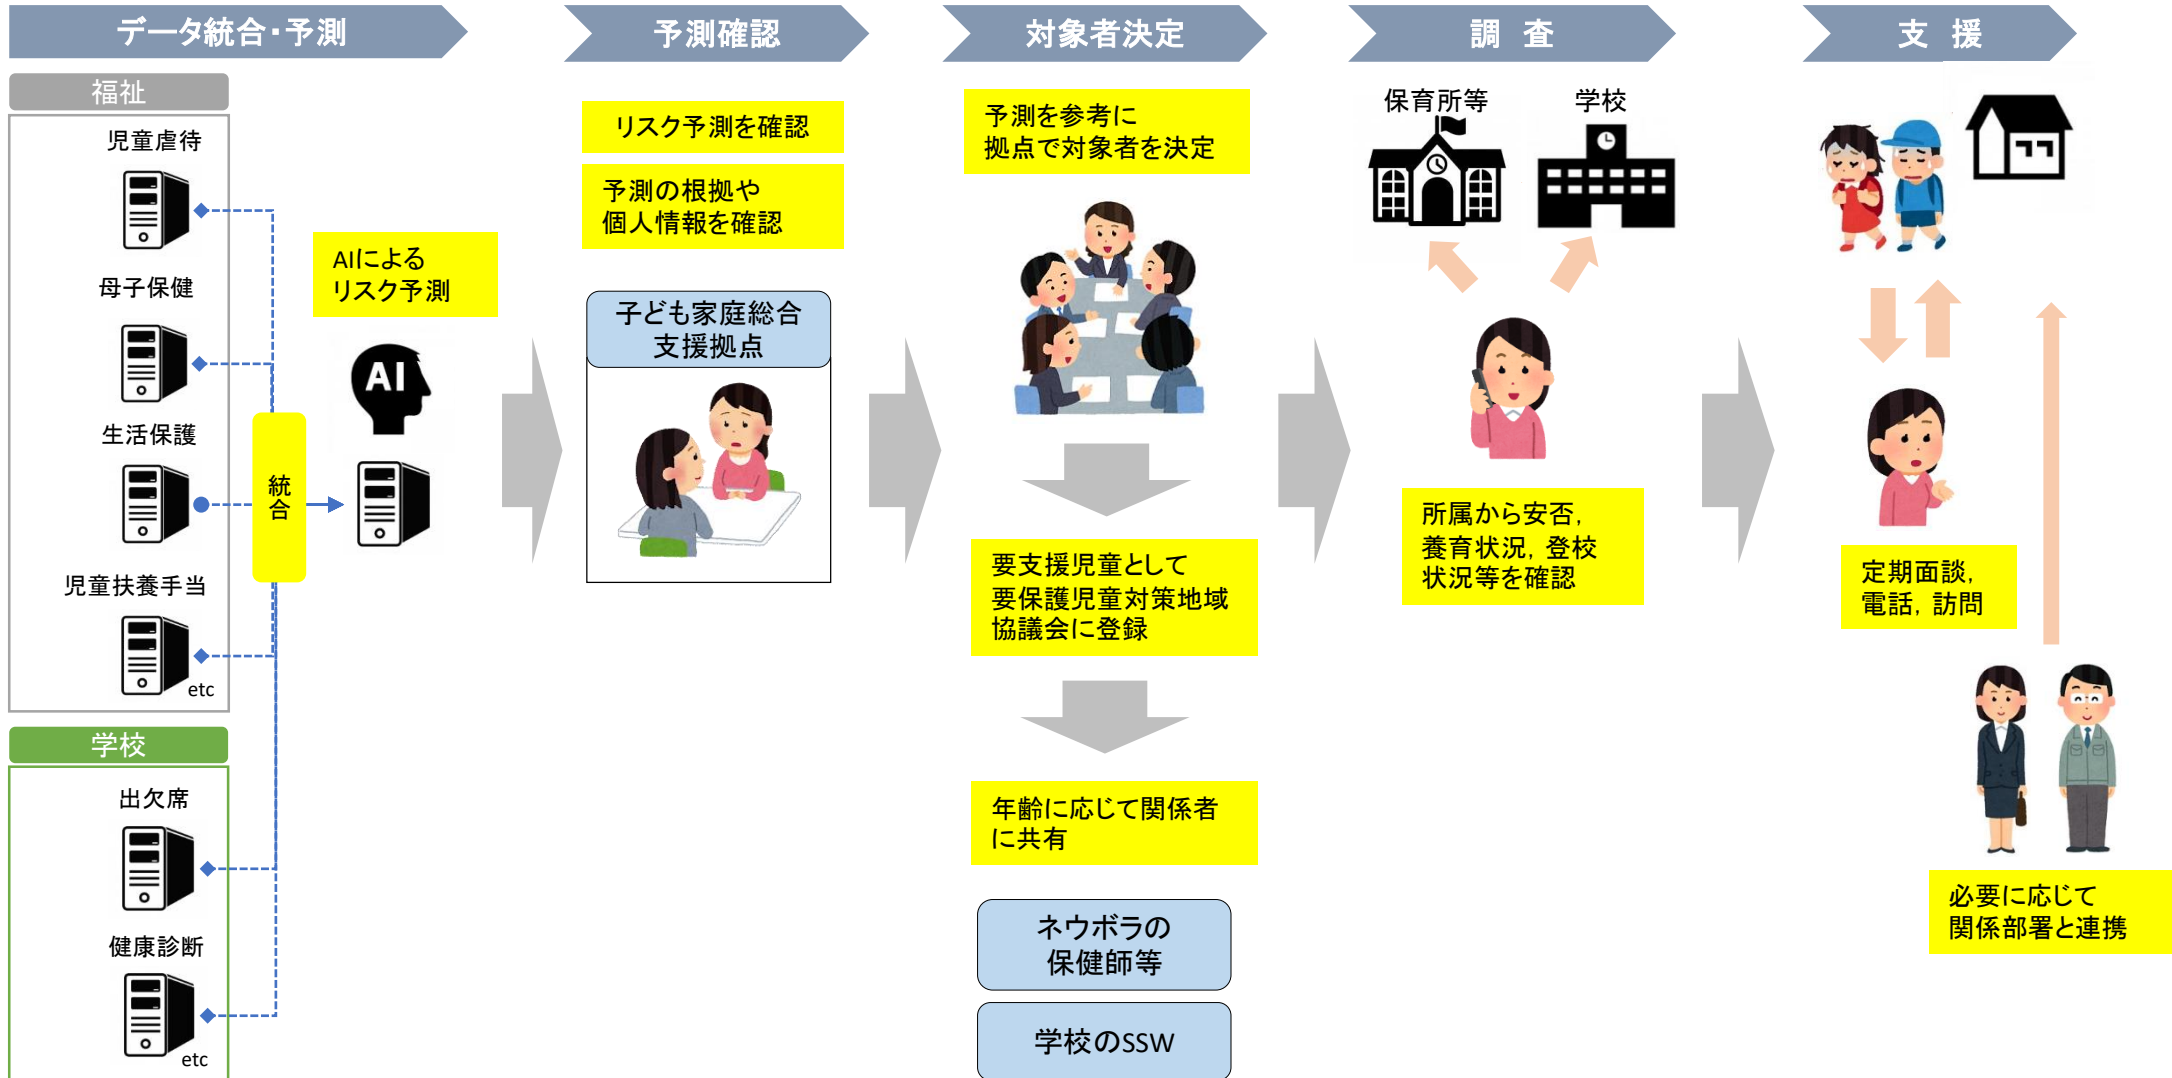 データ統合・予測
福祉
児童虐待
母子保健
生活保護
児童扶養手当
etc
学校
出欠席
健康診断
etc
統合
AIによる
リスク予測
AI
予測確認
リスク予測を確認
予測の根拠や
個人情報を確認
子ども家庭総合
支援拠点
対象者決定
予測を参考に
拠点で対象者を決定
要支援児童として
要保護児童対策地域
協議会に登録
年齢に応じて関係者
に共有
ネウボラの
保健師等
学校のSSW
調 査
保育所等
学校
所属から安否,
養育状況, 登校
状況等を確認
支 援
定期面談,
電話, 訪問
必要に応じて
関係部署と連携